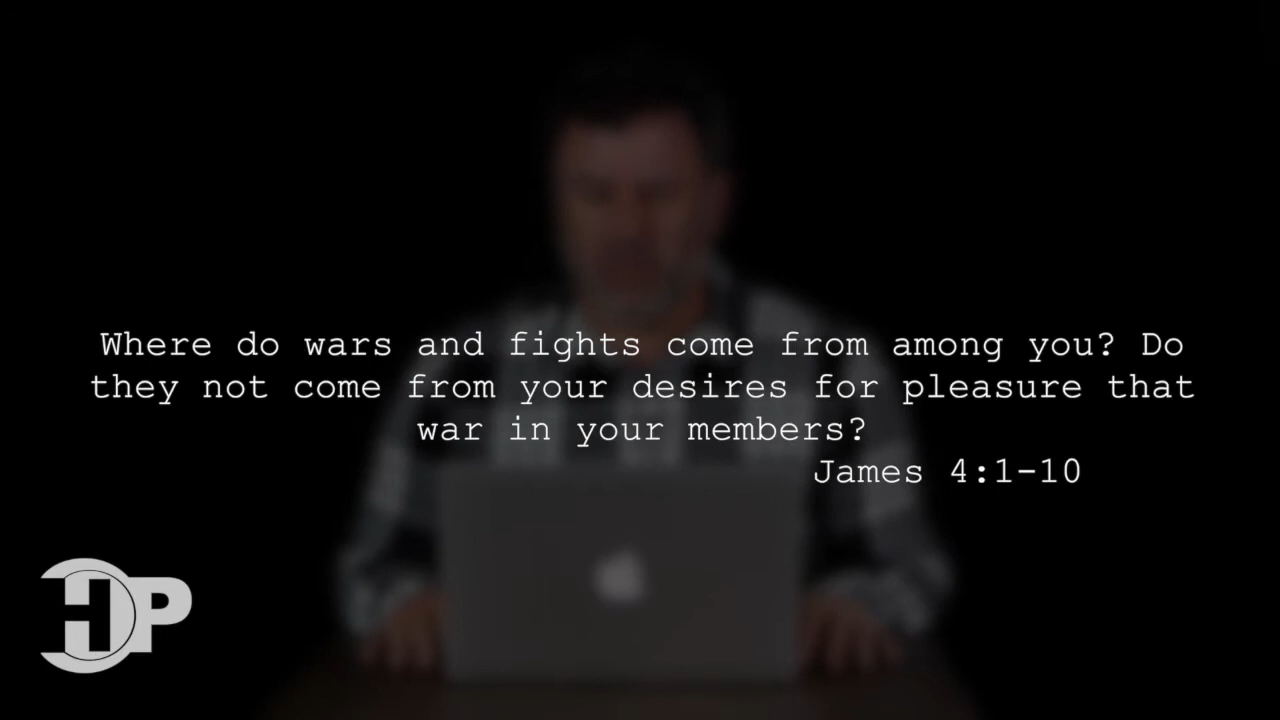 Where do wars and fights come from among you? Do
they not come from your desires for pleasure that
war in your members?
James 4:1-10
HP